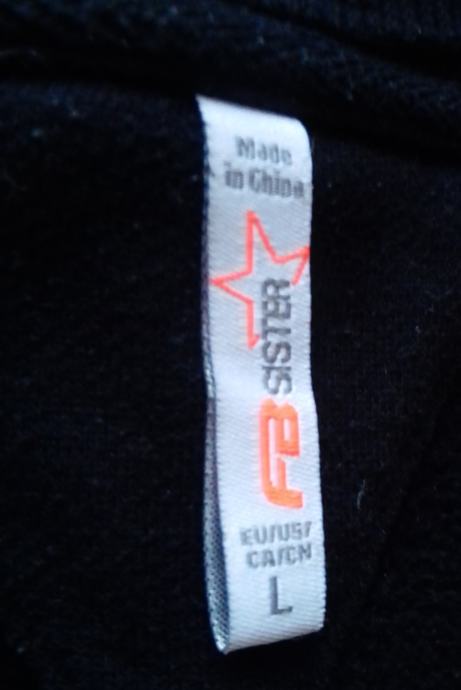 Made
in China
FB SISTER
EU/US/
CA/CN
L